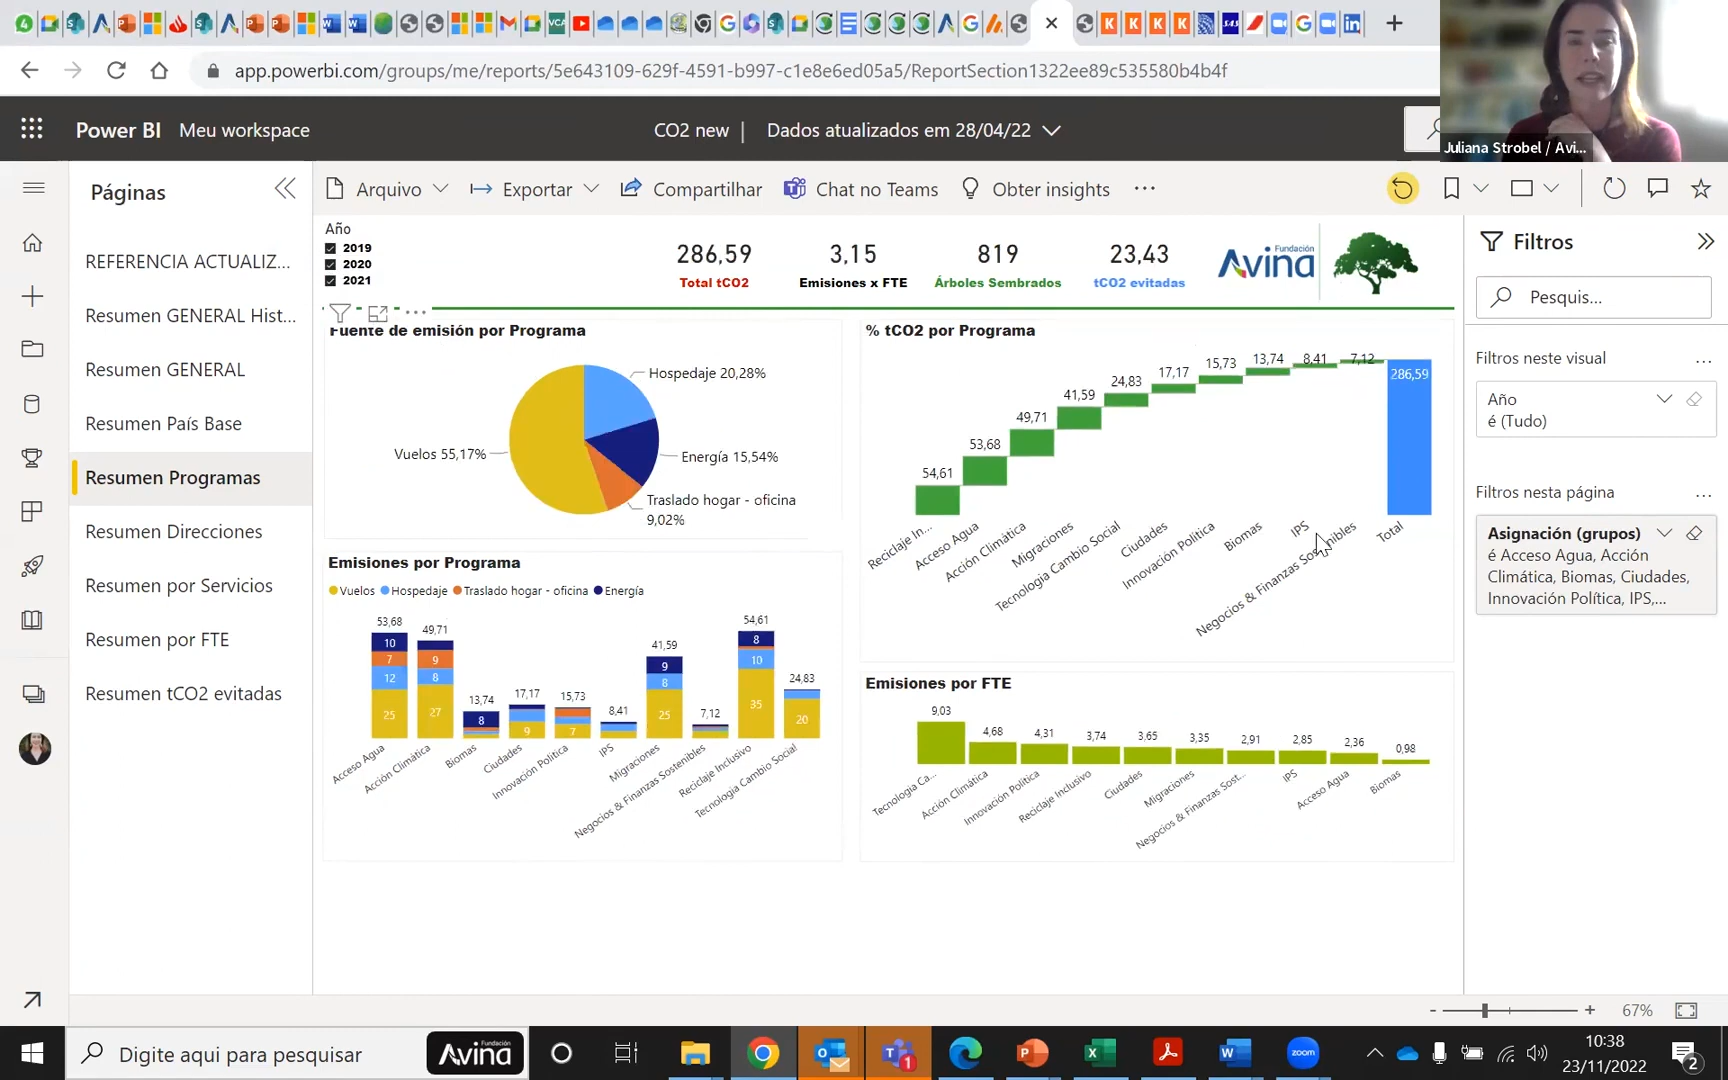 app.powerbi.com/groups/me/reports/5e643109-629f-4591-b997-c1e8e6ed05a5/ReportSection1322ee89c535580b4b4f
Juliana Strobel / Avi...
Power BI Meu workspace
CO2 new | Dados atualizados em 28/04/22
Páginas
Arquivo
Exportar
Compartilhar
Chat no Teams
Obter insights
REFERENCIA ACTUALIZ...
Resumen GENERAL Hist...
Resumen GENERAL
Resumen País Base
Resumen Programas
Resumen Direcciones
Resumen por Servicios
Resumen por FTE
Resumen tCO2 evitadas
Año
2019
2020
2021
286,59
Total tCO2
3,15
Emisiones x FTE
819
Árboles Sembrados
23,43
tCO2 evitadas
Fundación
Avina
Fuente de emisión por Programa
Hospedaje 20,28%
Vuelos 55,17%
Energía 15,54%
Traslado hogar - oficina
9,02%
% tCO2 por Programa
54,61
53,68
49,71
41,59
24,83
17,17
15,73
13,74
8,41
7,12
286,59
Reciclaje In...
Acceso Agua
Acción Climática
Migraciones
Tecnologia Cambio Social
Ciudades
Innovación Política
Biomas
IPS
Negocios & Finanzas Sostenibles
Total
Emisiones por Programa
Vuelos Hospedaje Traslado hogar - oficina Energía
53,68
10
7
12
25
49,71
9
8
27
13,74
8
17,17
9
15,73
7
8,41
41,59
9
8
25
7,12
54,61
8
10
35
24,83
20
Acceso Agua
Acción Climática
Biomas
Ciudades
Innovación Política
IPS
Migraciones
Negocios & Finanzas Sostenibles
Reciclaje Inclusivo
Tecnologia Cambio Social
Emisiones por FTE
9,03
4,68
4,31
3,74
3,65
3,35
2,91
2,85
2,36
0,98
Tecnologia Ca...
Acción Climática
Innovación Política
Reciclaje Inclusivo
Ciudades
Migraciones
Negocios & Finanzas Sost...
IPS
Acceso Agua
Biomas
Filtros
Pesquis...
Filtros neste visual
Año
é (Tudo)
Filtros nesta página
Asignación (grupos)
é Acceso Agua, Acción
Climática, Biomas, Ciudades,
Innovación Política, IPS,...
67%
Digite aqui para pesquisar
Fundación
Avina
zoom
10:38
23/11/2022
2